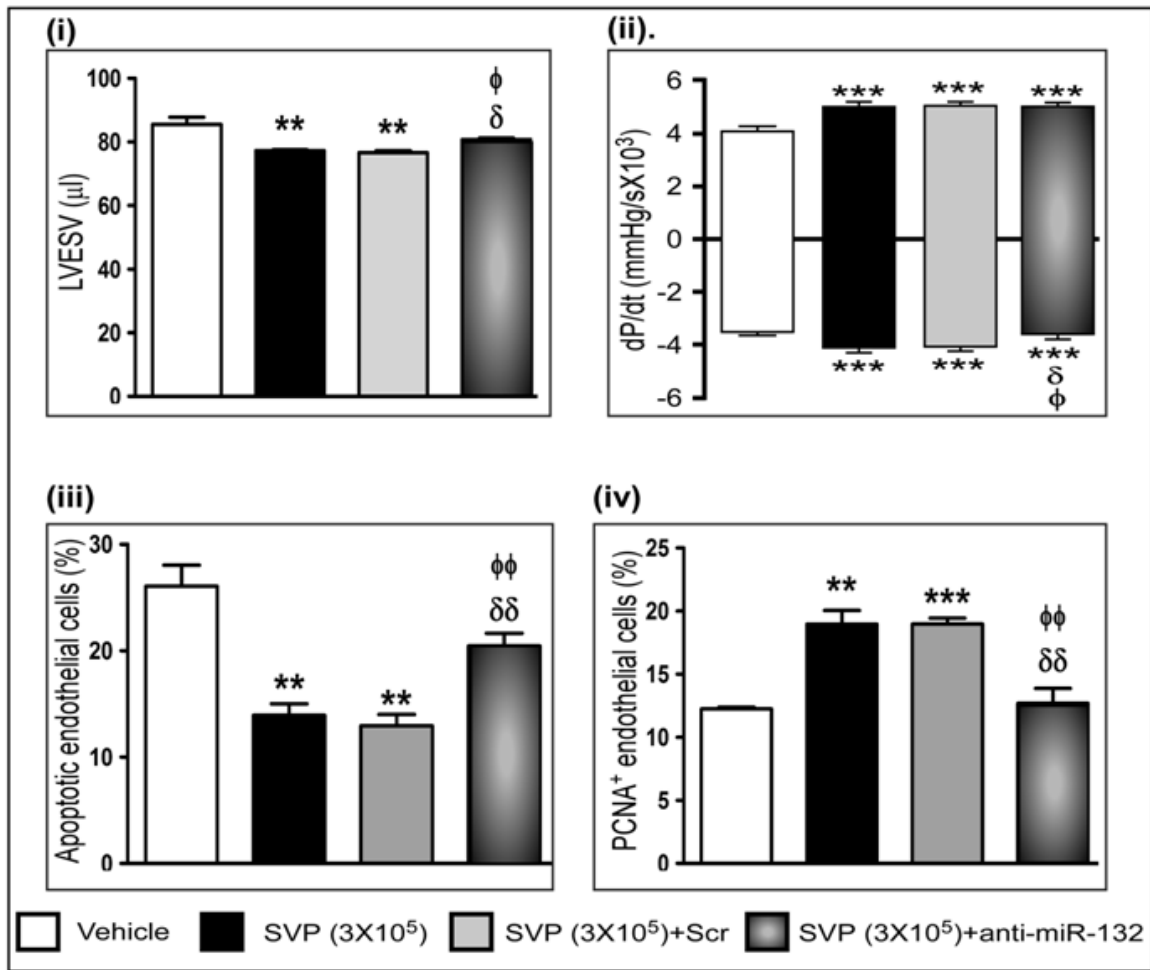 (i)
LVESV (µl)
100
80
60
40
20
0
**
**
ϕ
δ
(ii).
dP/dt (mmHg/sX10³)
6
4
2
0
-2
-4
-6
***
***
***
***
***
***
δ
ϕ
(iii)
Apoptotic endothelial cells (%)
30
20
10
0
**
**
ϕϕ
δδ
(iv)
PCNA⁺ endothelial cells (%)
25
20
15
10
5
0
**
***
ϕϕ
δδ
Vehicle
SVP (3X10⁵)
SVP (3X10⁵)+Scr
SVP (3X10⁵)+anti-miR-132